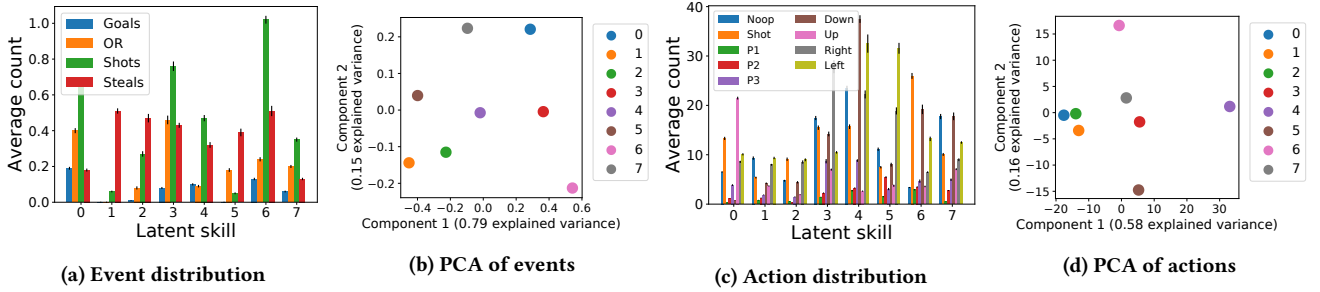 Average count
1.0
0.8
0.6
0.4
0.2
0.0
Goals
OR
Shots
Steals
0 1 2 3 4 5 6 7
Latent skill
(a) Event distribution
Component 2
(0.15 explained variance)
0.2
0.1
0.0
−0.1
−0.2
−0.4 −0.2 0.0 0.2 0.4 0.6
Component 1 (0.79 explained variance)
0
1
2
3
4
5
6
7
(b) PCA of events
Average count
40
30
20
10
0
Noop
Shot
P1
P2
P3
Down
Up
Right
Left
0 1 2 3 4 5 6 7
Latent skill
(c) Action distribution
Component 2
(0.16 explained variance)
15
10
5
0
−5
−10
−15
−20 −10 0 10 20 30
Component 1 (0.58 explained variance)
0
1
2
3
4
5
6
7
(d) PCA of actions